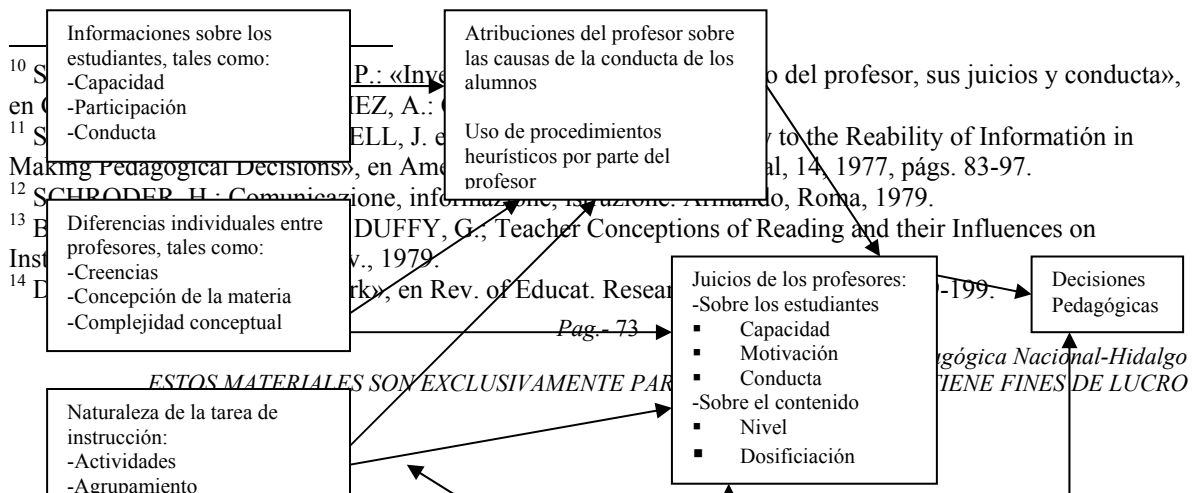 Informaciones sobre los
estudiantes, tales como:
-Capacidad
-Participación
-Conducta
Atribuciones del profesor sobre
las causas de la conducta de los
alumnos
Uso de procedimientos
heurísticos por parte del
profesor
10 S P.: «Inve o del profesor, sus juicios y conducta»,
en IEZ, A.:
11 S ELL, J. e y to the Reability of Informatión in
Making Pedagogical Decisions», en Ame al, 14, 1977, págs. 83-97.
12 SCHRODER, H.: Comunicazione, informazione, istruzione. Armando, Roma, 1979.
13 B DUFFY, G.; Teacher Conceptions of Reading and their Influences on
Inst v., 1979.
14 D rk», en Rev. of Educat. Resear -199.
Diferencias individuales entre
profesores, tales como:
-Creencias
-Concepción de la materia
-Complejidad conceptual
Juicios de los profesores:
-Sobre los estudiantes
▪ Capacidad
▪ Motivación
▪ Conducta
-Sobre el contenido
▪ Nivel
▪ Dosificiación
Decisiones
Pedagógicas
Pag.- 73
agógica Nacional-Hidalgo
ESTOS MATERIALES SON EXCLUSIVAMENTE PAR TIENE FINES DE LUCRO
Naturaleza de la tarea de
instrucción:
-Actividades
-Agrupamiento